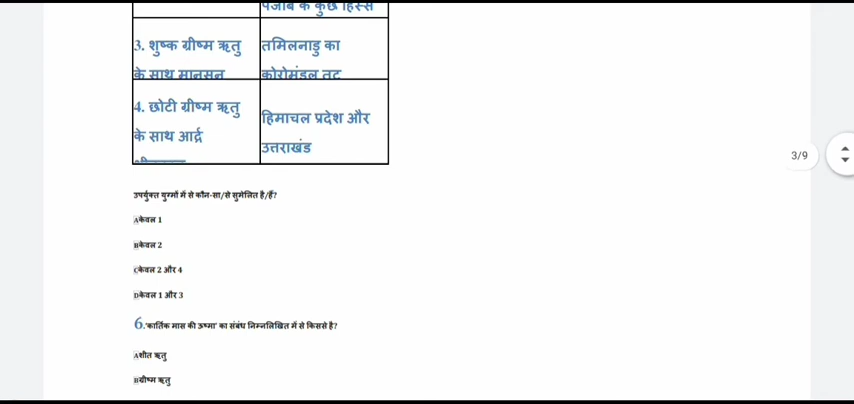 पंजाब के कुछ हिस्से
3. शुष्क ग्रीष्म ऋतु
के साथ मानसून
तमिलनाडु का
कोरोमंडल तट
4. छोटी ग्रीष्म ऋतु
के साथ आर्द्र
हिमाचल प्रदेश और
उत्तराखंड
3/9
उपर्युक्त युग्मों में से कौन-सा/से सुमेलित है/हैं?
Aकेवल 1
Bकेवल 2
Cकेवल 2 और 4
Dकेवल 1 और 3
6.'कार्तिक मास की ऊष्मा' का संबंध निम्नलिखित में से किससे है?
Aशीत ऋतु
Bग्रीष्म ऋतु